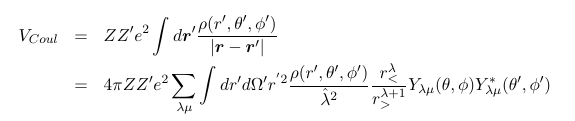 V_{Coul} = ZZ'e^2 \int d\boldsymbol{r}' \frac{\rho(r', \theta', \phi')}{|\boldsymbol{r} - \boldsymbol{r}'|}
= 4\pi ZZ'e^2 \sum_{\lambda\mu} \int dr' d\Omega' r^{'2} \frac{\rho(r', \theta', \phi')}{\hat{\lambda}^2} \frac{r_<^{\lambda}}{r_>^{\lambda+1}} Y_{\lambda\mu}(\theta, \phi) Y^*_{\lambda\mu}(\theta', \phi')